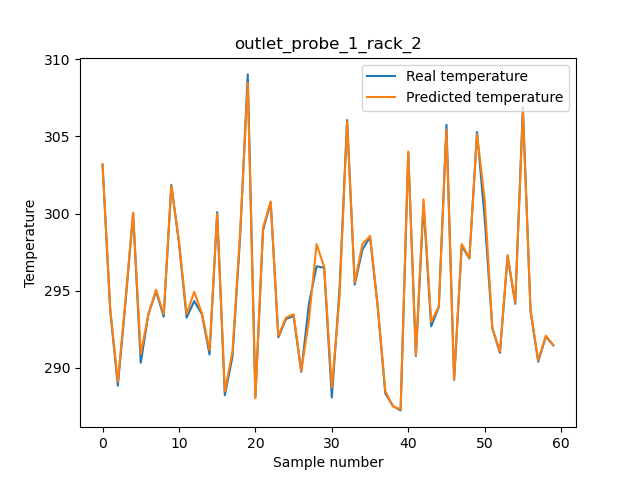 outlet_probe_1_rack_2
Real temperature
Predicted temperature
310
305
300
295
290
Temperature
0 10 20 30 40 50 60
Sample number